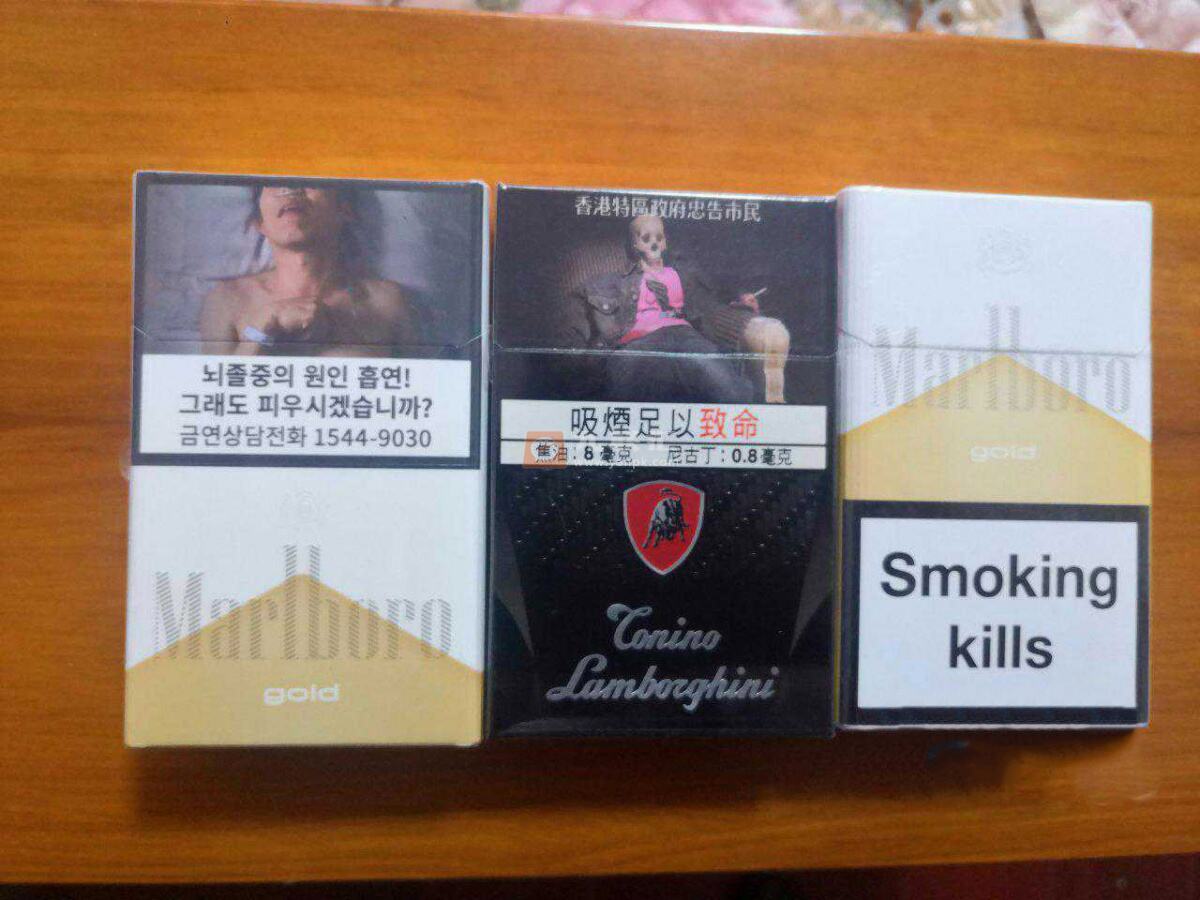 뇌졸중의 원인 흡연!
그래도 피우시겠습니까?
금연상담전화 1544-9030
Marlboro
gold
香港特區政府忠告市民
吸煙足以致命
焦油：8毫克 尼古丁：0.8毫克
Tonino
Lamborghini
Marlboro
gold
Smoking
kills